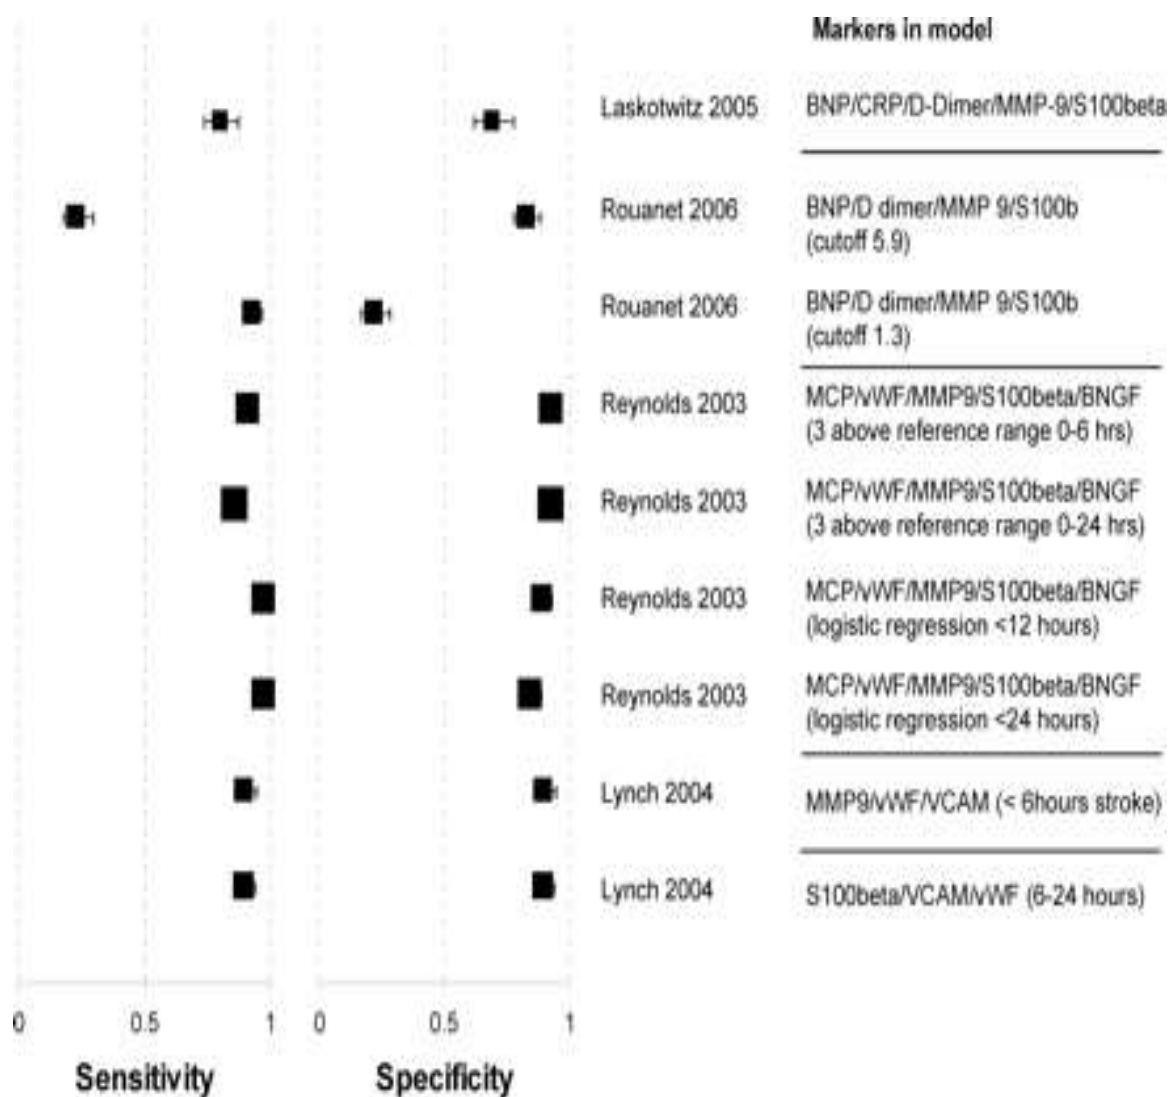 Markers in model
Laskotwitz 2005 BNP/CRP/D-Dimer/MMP-9/S100beta
Rouanet 2006 BNP/D dimer/MMP 9/S100b
(cutoff 5.9)
Rouanet 2006 BNP/D dimer/MMP 9/S100b
(cutoff 1.3)
Reynolds 2003 MCP/vWF/MMP9/S100beta/BNGF
(3 above reference range 0-6 hrs)
Reynolds 2003 MCP/vWF/MMP9/S100beta/BNGF
(3 above reference range 0-24 hrs)
Reynolds 2003 MCP/vWF/MMP9/S100beta/BNGF
(logistic regression <12 hours)
Reynolds 2003 MCP/vWF/MMP9/S100beta/BNGF
(logistic regression <24 hours)
Lynch 2004 MMP9/vWF/VCAM (< 6hours stroke)
Lynch 2004 S100beta/VCAM/vWF (6-24 hours)
0 0.5 1 0 0.5 1
Sensitivity Specificity